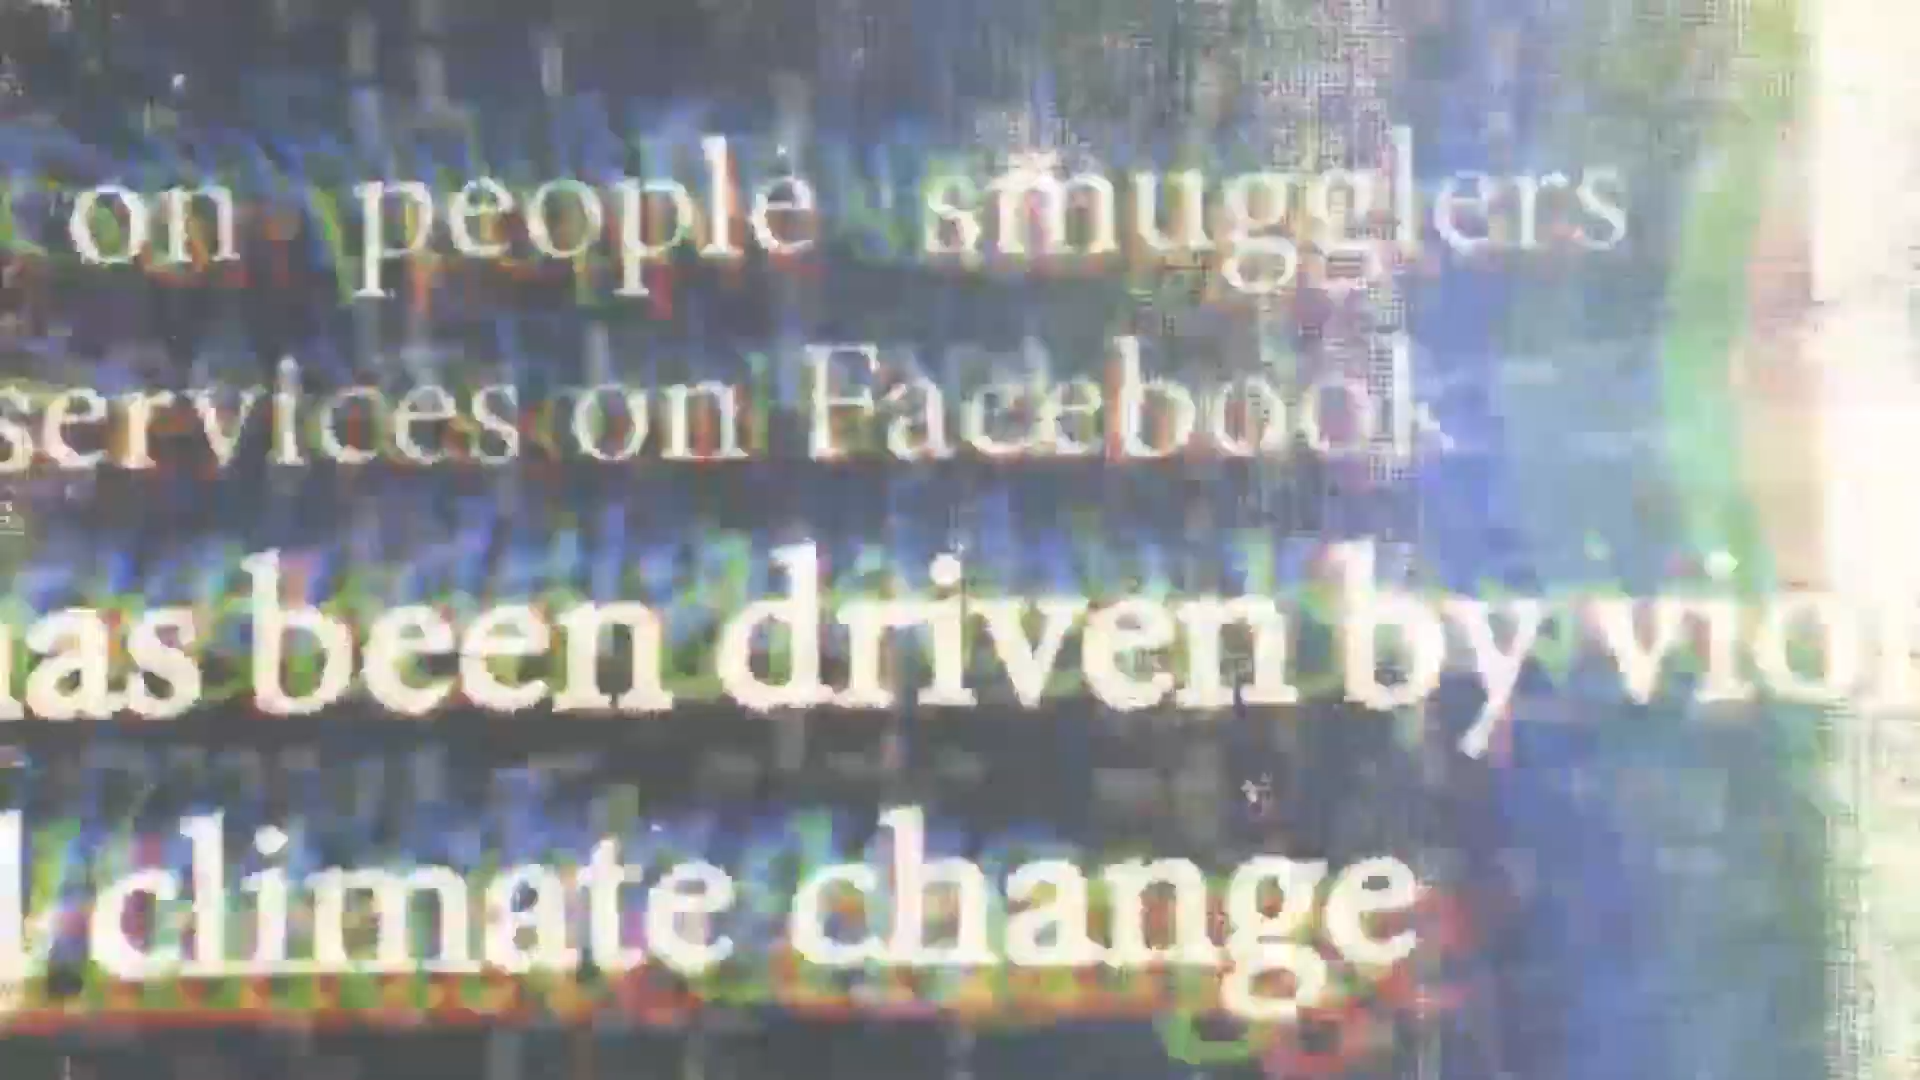 on people smugglers
services on Facebook
has been driven by
climate change